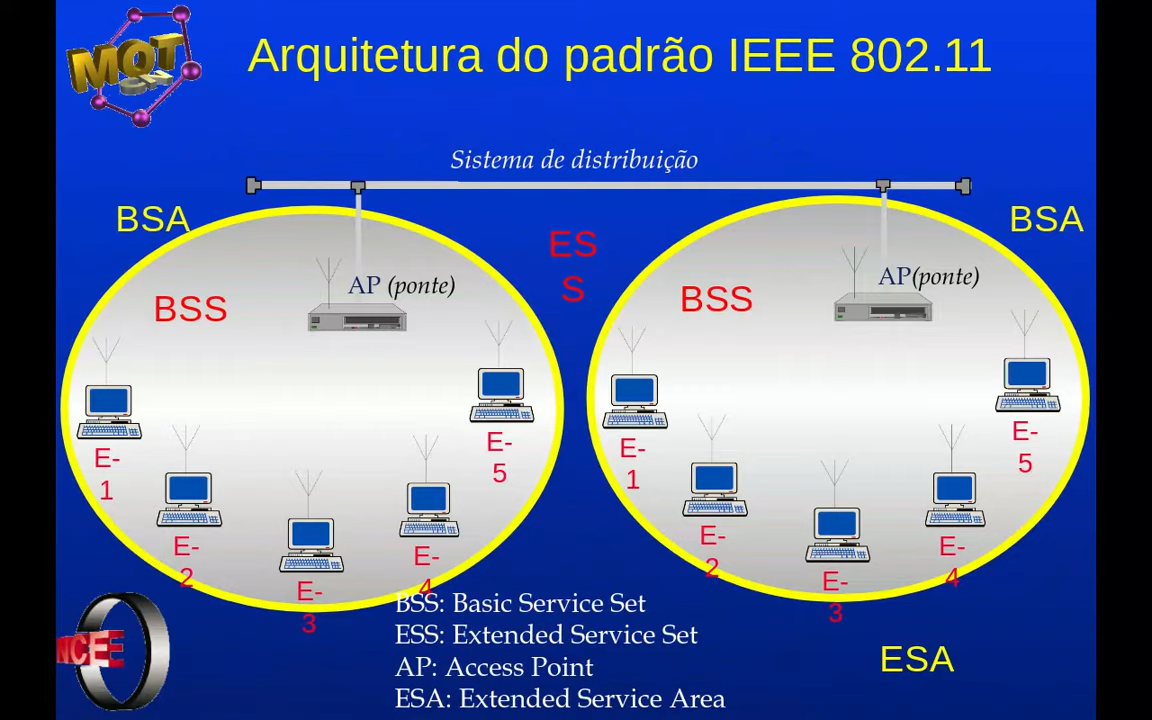 MQT
Arquitetura do padrão IEEE 802.11
Sistema de distribuição
BSA
BSA
ES
S
AP (ponte)
AP(ponte)
BSS
BSS
E-
1
E-
2
E-
3
E-
4
E-
5
E-
1
E-
2
E-
3
E-
4
E-
5
BSS: Basic Service Set
ESS: Extended Service Set
AP: Access Point
ESA: Extended Service Area
ESA